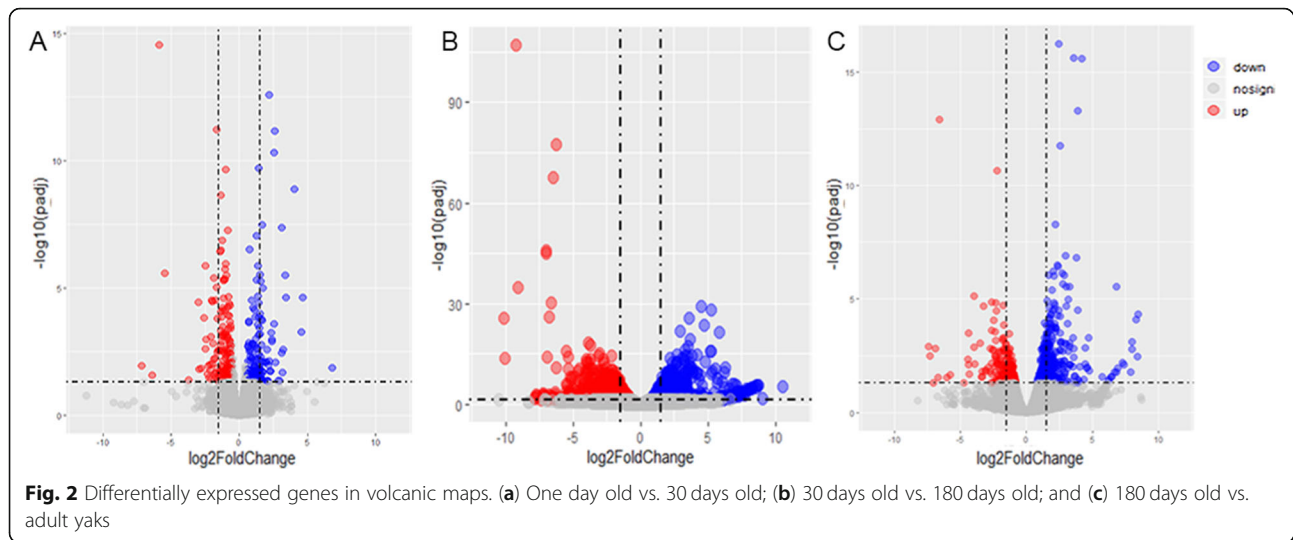 A
15
10
5
0
-10
-5
0
5
10
-log10(padj)
log2FoldChange
B
90
60
30
0
-10
-5
0
5
10
-log10(padj)
log2FoldChange
C
15
10
5
0
-10
-5
0
5
10
-log10(padj)
log2FoldChange
down
nosigni
up
Fig. 2 Differentially expressed genes in volcanic maps. (a) One day old vs. 30 days old; (b) 30 days old vs. 180 days old; and (c) 180 days old vs.
adult yaks